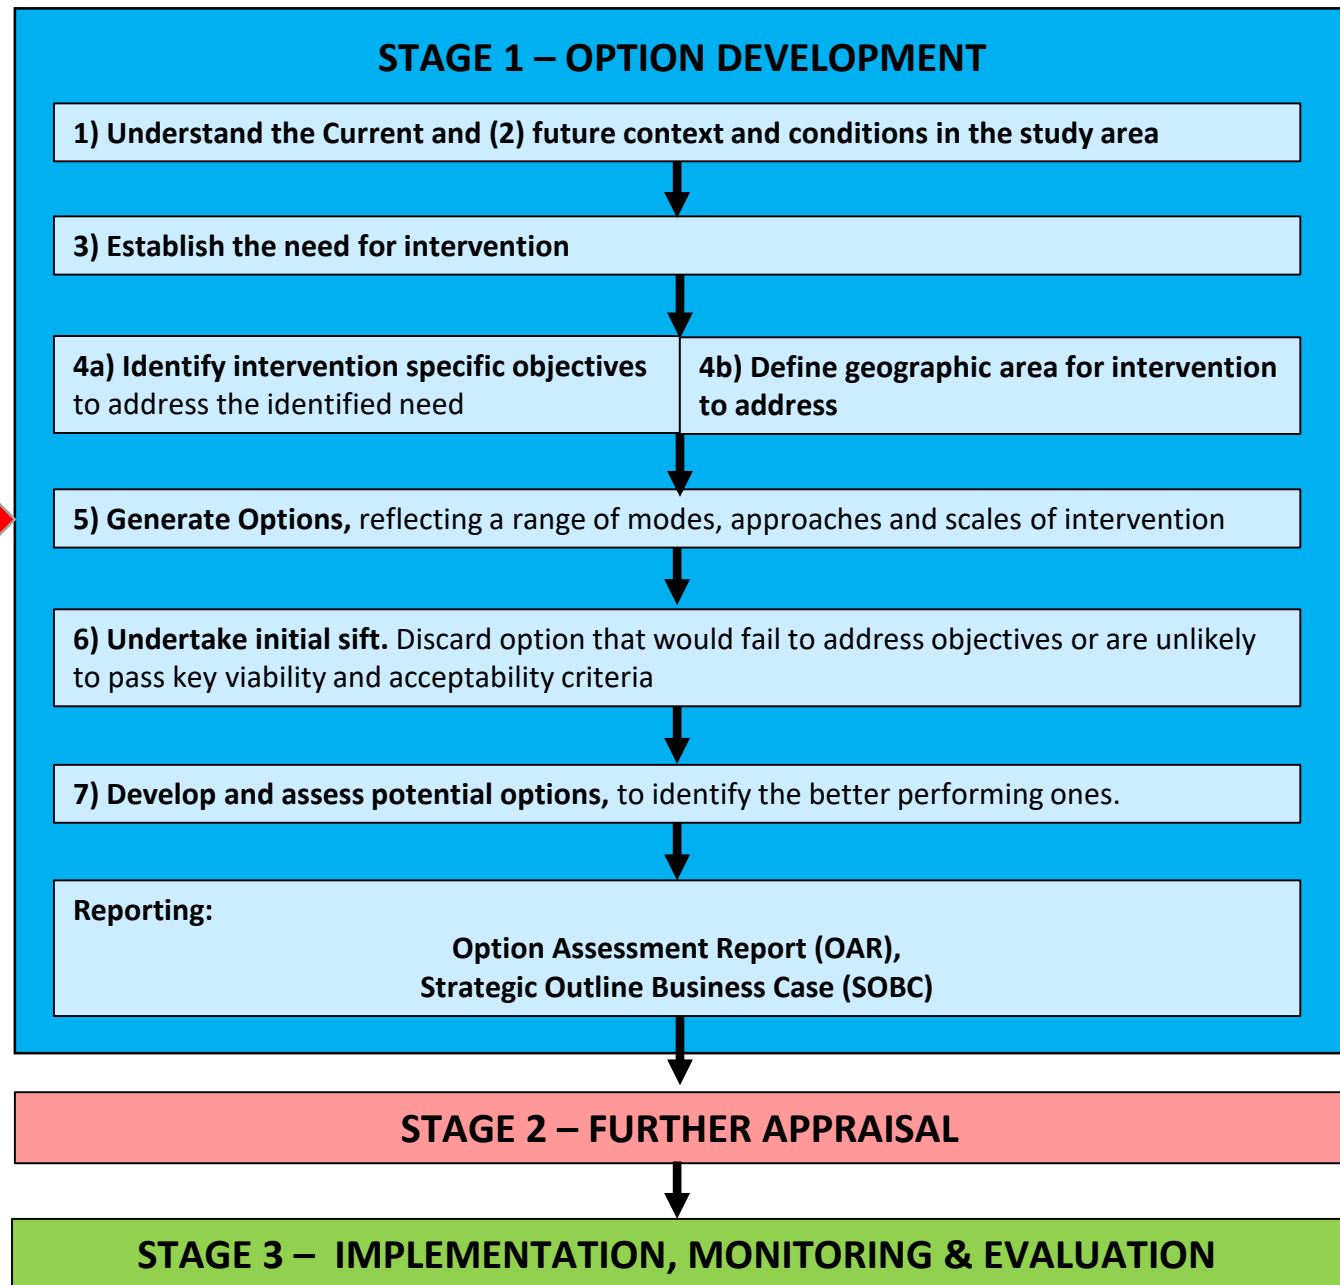 STAGE 1 – OPTION DEVELOPMENT
1) Understand the Current and (2) future context and conditions in the study area
3) Establish the need for intervention
4a) Identify intervention specific objectives
to address the identified need
4b) Define geographic area for intervention
to address
5) Generate Options, reflecting a range of modes, approaches and scales of intervention
6) Undertake initial sift. Discard option that would fail to address objectives or are unlikely
to pass key viability and acceptability criteria
7) Develop and assess potential options, to identify the better performing ones.
Reporting:
Option Assessment Report (OAR),
Strategic Outline Business Case (SOBC)
STAGE 2 – FURTHER APPRAISAL
STAGE 3 – IMPLEMENTATION, MONITORING & EVALUATION